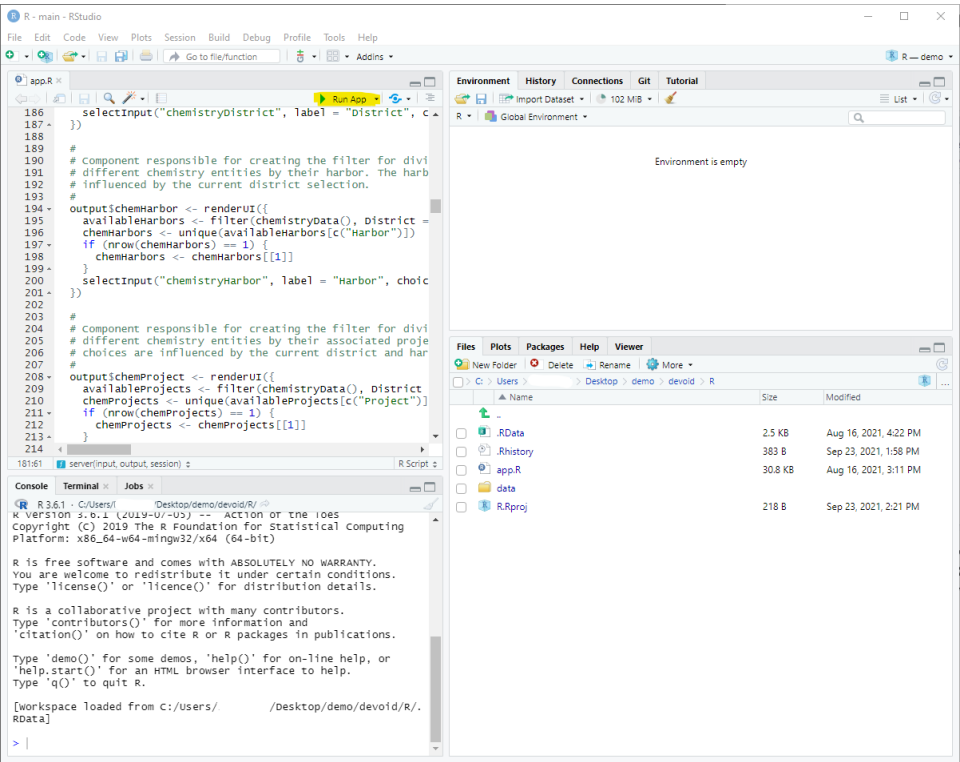 R - main - RStudio
File Edit Code View Plots Session Build Debug Profile Tools Help
Go to file/function Addins R — demo
app.R
Run App
186 selectInput("chemistryDistrict", label = "District", c
187 })
188
189 #
190 # Component responsible for creating the filter for divi
191 # different chemistry entities by their harbor. The harb
192 # influenced by the current district selection.
193 #
194 output$chemHarbor <- renderUI({
195 availableHarbors <- filter(chemistryData(), District =
196 chemHarbors <- unique(availableHarbors[c("Harbor")])
197 if (nrow(chemHarbors) == 1) {
198 chemHarbors <- chemHarbors[[1]]
199 }
200 selectInput("chemistryHarbor", label = "Harbor", choic
201 })
202
203 #
204 # Component responsible for creating the filter for divi
205 # different chemistry entities by their associated proje
206 # choices are influenced by the current district and har
207 #
208 output$chemProject <- renderUI({
209 availableProjects <- filter(chemistryData(), District
210 chemProjects <- unique(availableProjects[c("Project")]
211 if (nrow(chemProjects) == 1) {
212 chemProjects <- chemProjects[[1]]
213 }
214
181:61 server(input, output, session) R Script
Console Terminal Jobs
R 3.6.1 · C:/Users/ /Desktop/demo/devoid/R/
R version 3.6.1 (2019-07-05) -- "Action of the Toes"
Copyright (C) 2019 The R Foundation for Statistical Computing
Platform: x86_64-w64-mingw32/x64 (64-bit)
R is free software and comes with ABSOLUTELY NO WARRANTY.
You are welcome to redistribute it under certain conditions.
Type 'license()' or 'licence()' for distribution details.
R is a collaborative project with many contributors.
Type 'contributors()' for more information and
'citation()' on how to cite R or R packages in publications.
Type 'demo()' for some demos, 'help()' for on-line help, or
'help.start()' for an HTML browser interface to help.
Type 'q()' to quit R.
[Workspace loaded from C:/Users/ /Desktop/demo/devoid/R/.
RData]
>
Environment History Connections Git Tutorial
Import Dataset 102 MiB List
R Global Environment
Environment is empty
Files Plots Packages Help Viewer
New Folder Delete Rename More
C: Users Desktop demo devoid R ...
Name Size Modified
..
.RData 2.5 KB Aug 16, 2021, 4:22 PM
.Rhistory 383 B Sep 23, 2021, 1:58 PM
app.R 30.8 KB Aug 16, 2021, 3:11 PM
data
R.Rproj 218 B Sep 23, 2021, 2:21 PM